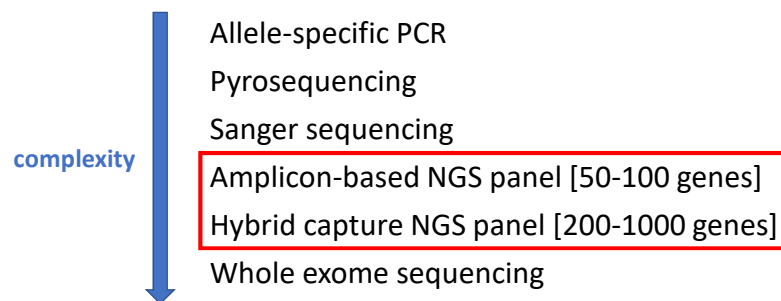 Allele-specific PCR
Pyrosequencing
Sanger sequencing
complexity
Amplicon-based NGS panel [50-100 genes]
Hybrid capture NGS panel [200-1000 genes]
Whole exome sequencing